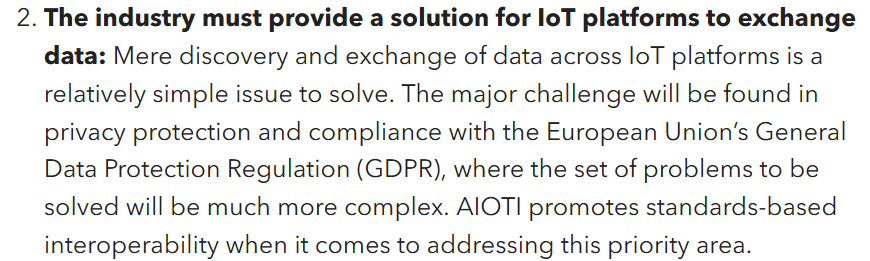 2. The industry must provide a solution for IoT platforms to exchange
data: Mere discovery and exchange of data across IoT platforms is a
relatively simple issue to solve. The major challenge will be found in
privacy protection and compliance with the European Union’s General
Data Protection Regulation (GDPR), where the set of problems to be
solved will be much more complex. AIOTI promotes standards-based
interoperability when it comes to addressing this priority area.